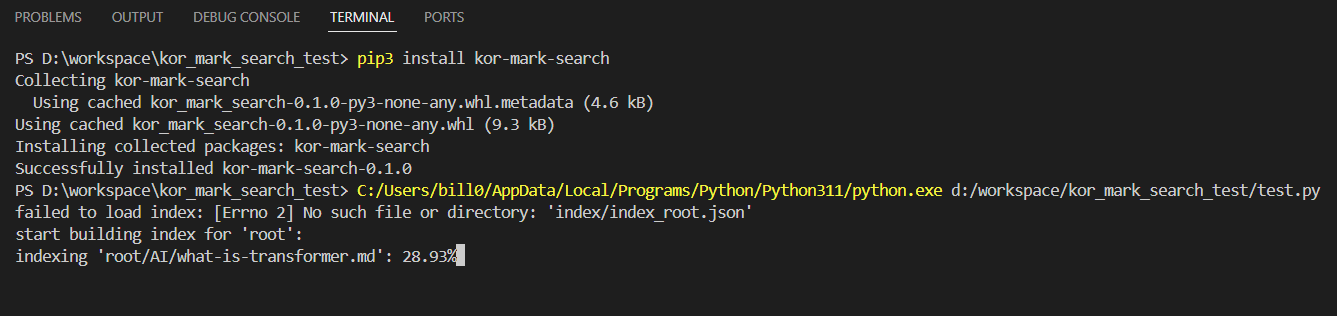 PROBLEMS OUTPUT DEBUG CONSOLE TERMINAL PORTS
PS D:\workspace\kor_mark_search_test> pip3 install kor-mark-search
Collecting kor-mark-search
  Using cached kor_mark_search-0.1.0-py3-none-any.whl.metadata (4.6 kB)
Using cached kor_mark_search-0.1.0-py3-none-any.whl (9.3 kB)
Installing collected packages: kor-mark-search
Successfully installed kor-mark-search-0.1.0
PS D:\workspace\kor_mark_search_test> C:/Users/bill0/AppData/Local/Programs/Python/Python311/python.exe d:/workspace/kor_mark_search_test/test.py
failed to load index: [Errno 2] No such file or directory: 'index/index_root.json'
start building index for 'root':
indexing 'root/AI/what-is-transformer.md': 28.93%